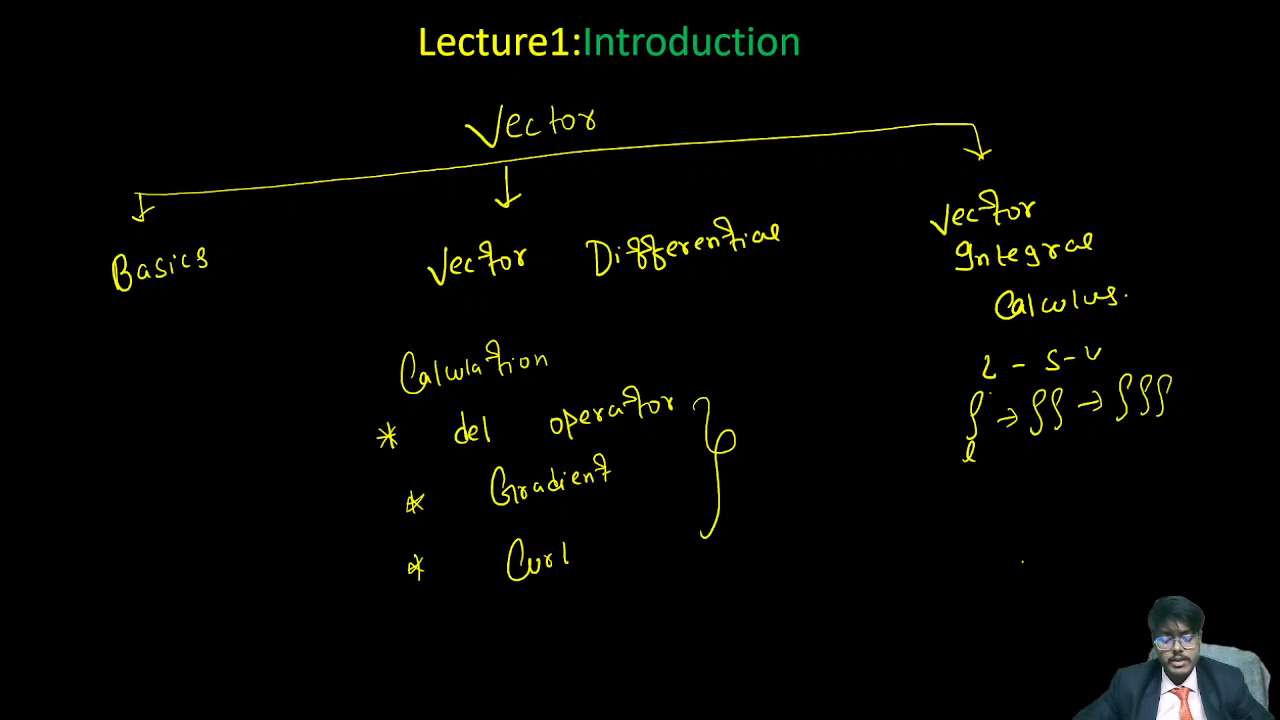 Lecture1:Introduction
Vector
Basics
Vector Differential
Vector
Integral
Calculus.
Calculation
* del operator
* Gradient
* Curl
L - S - V
∫ → ∫∫ → ∫∫∫
l